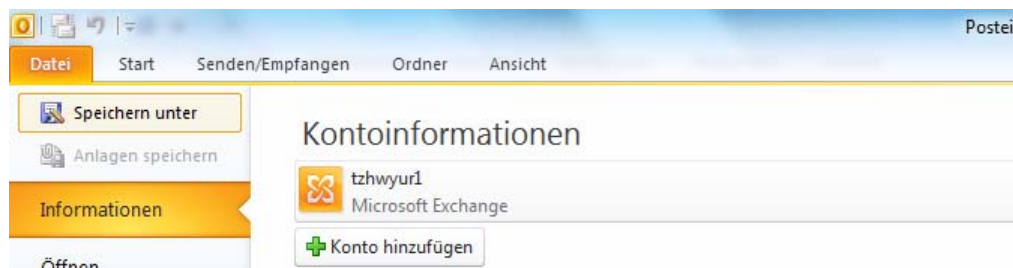 Postei
Datei Start Senden/Empfangen Ordner Ansicht
Speichern unter
Anlagen speichern
Informationen
Öffnen
Kontoinformationen
tzhwyur1
Microsoft Exchange
Konto hinzufügen